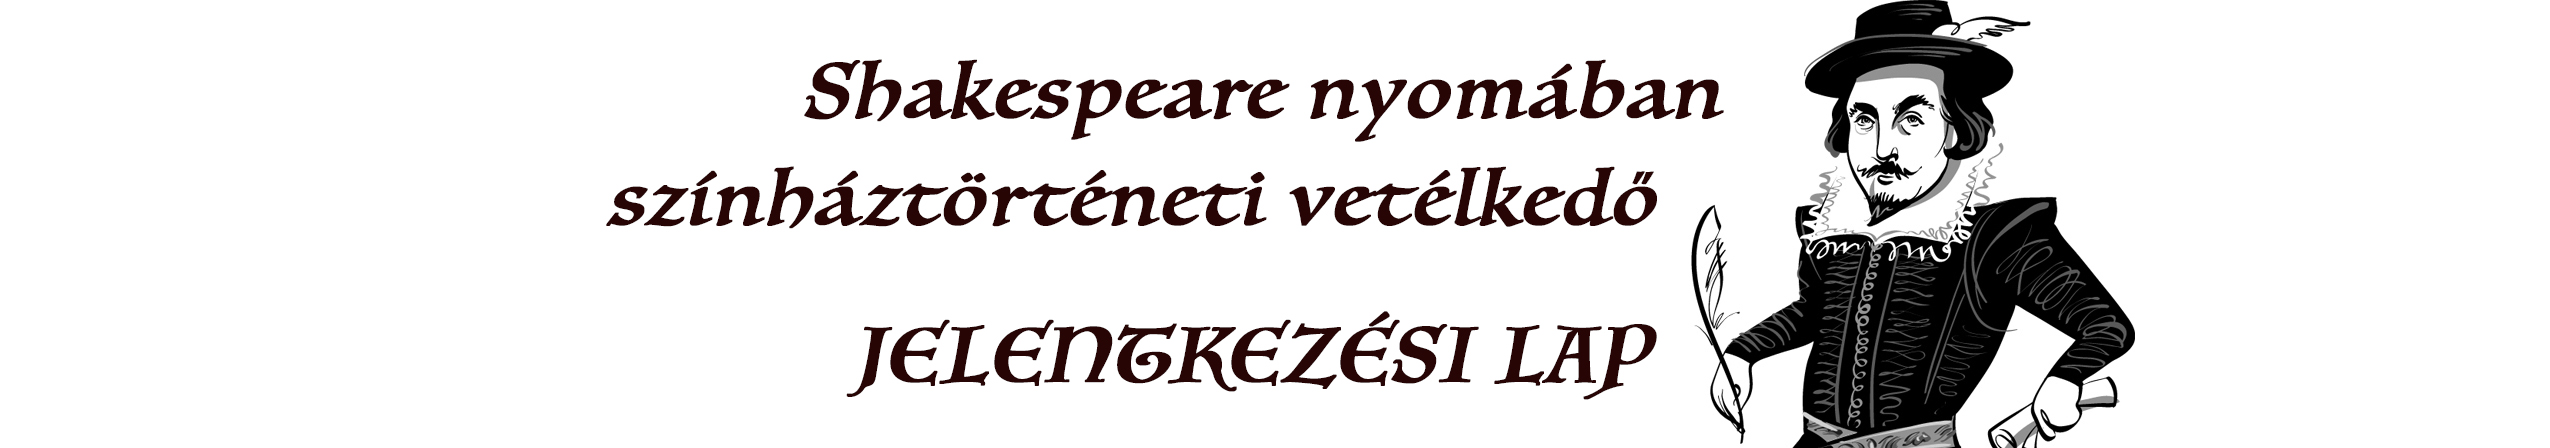 Shakespeare nyomában
színháztörténeti vetélkedő
JELENTKEZÉSI LAP